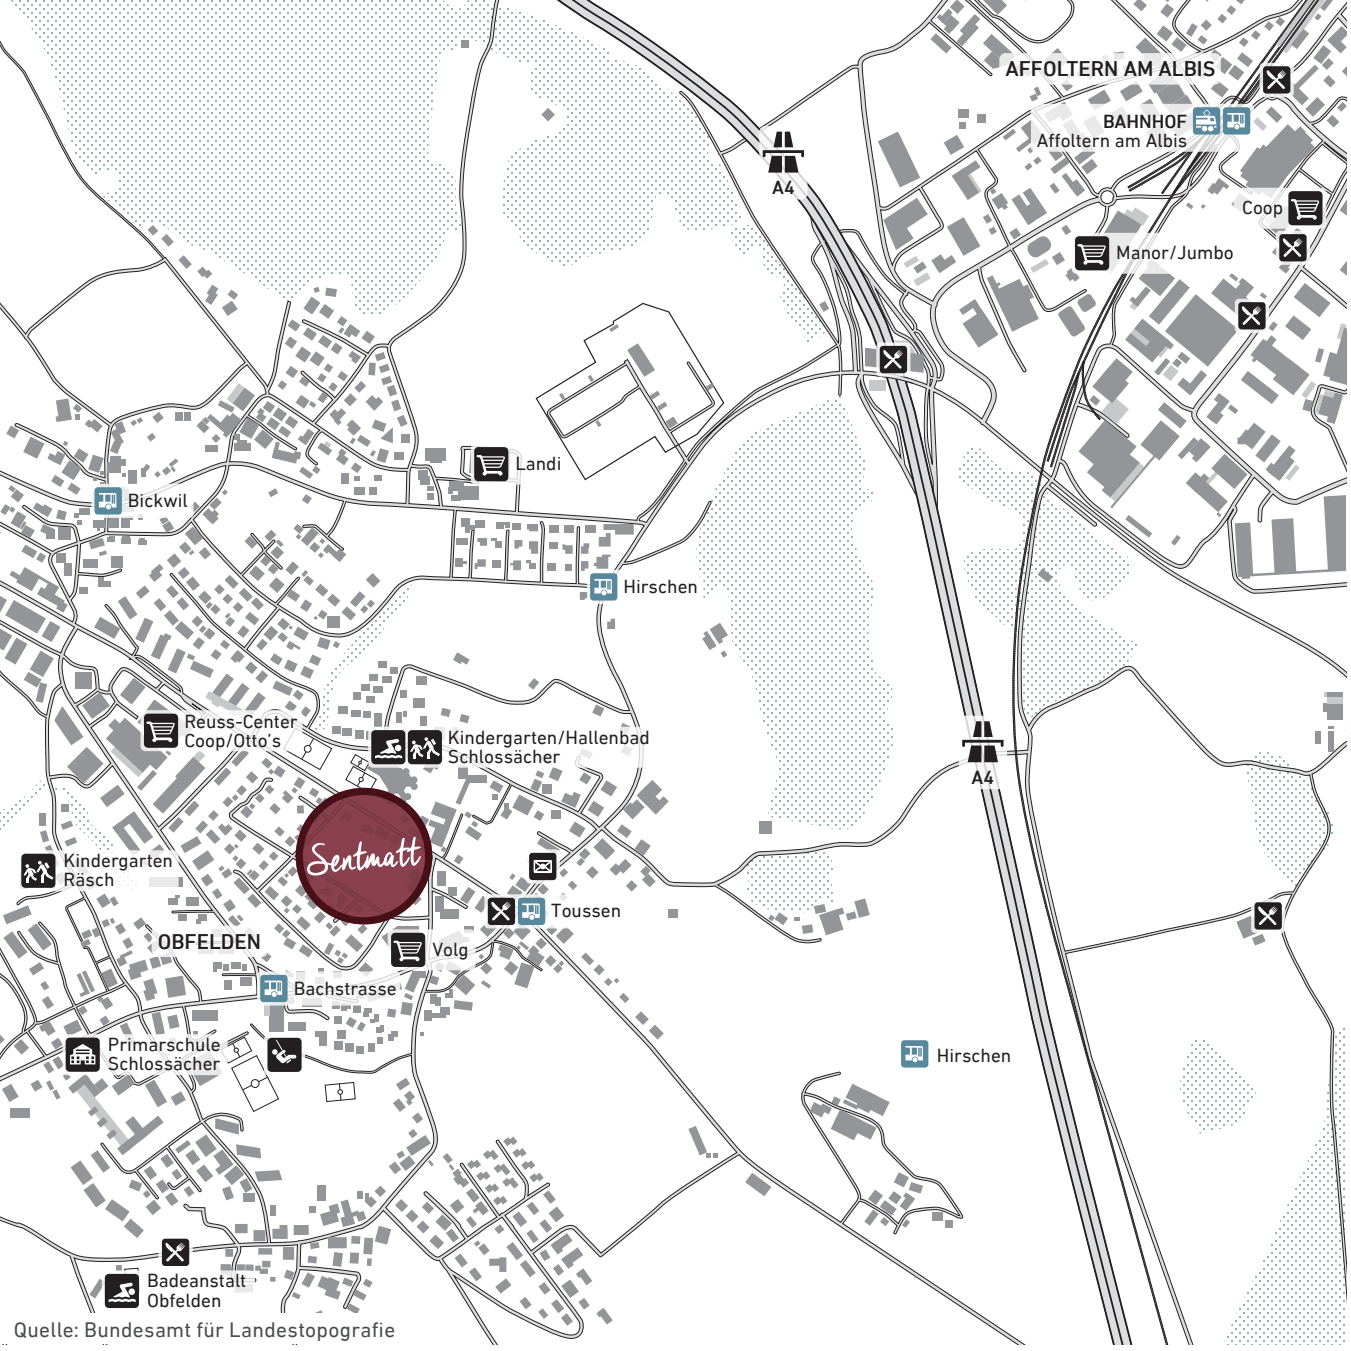 AFFOLTERN AM ALBIS
BAHNHOF
Affoltern am Albis
A4
Coop
Manor/Jumbo
Landi
Bickwil
Hirschen
Reuss-Center
Coop/Otto's
Kindergarten/Hallenbad
Schlossächer
A4
Sentmatt
Kindergarten
Räsch
Toussen
OBFELDEN
Volg
Bachstrasse
Primarschule
Schlossächer
Hirschen
Badeanstalt
Obfelden
Quelle: Bundesamt für Landestopografie